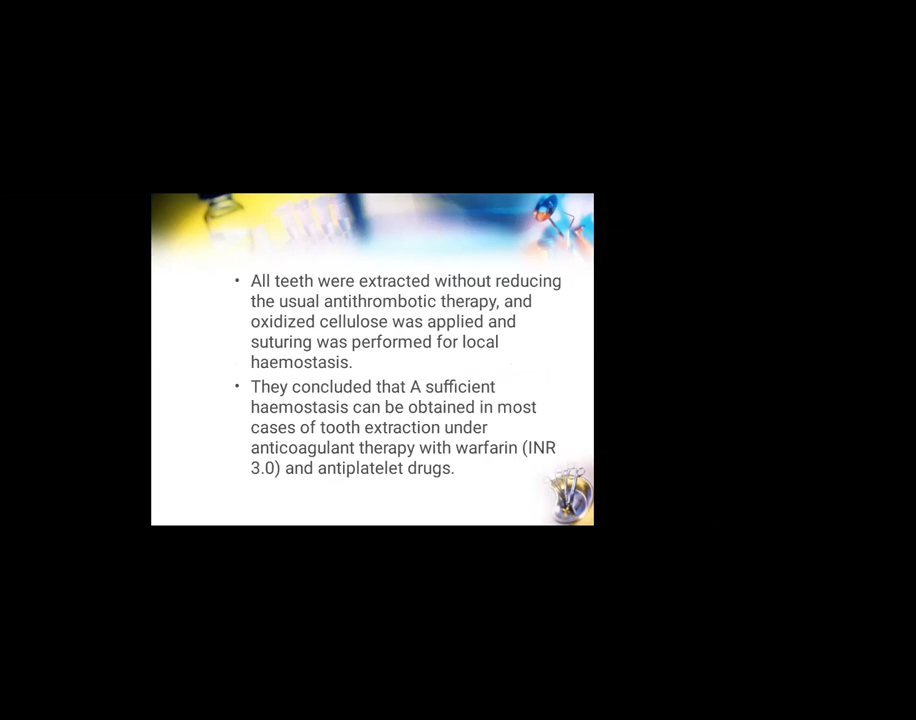 • All teeth were extracted without reducing
the usual antithrombotic therapy, and
oxidized cellulose was applied and
suturing was performed for local
haemostasis.
• They concluded that A sufficient
haemostasis can be obtained in most
cases of tooth extraction under
anticoagulant therapy with warfarin (INR
3.0) and antiplatelet drugs.